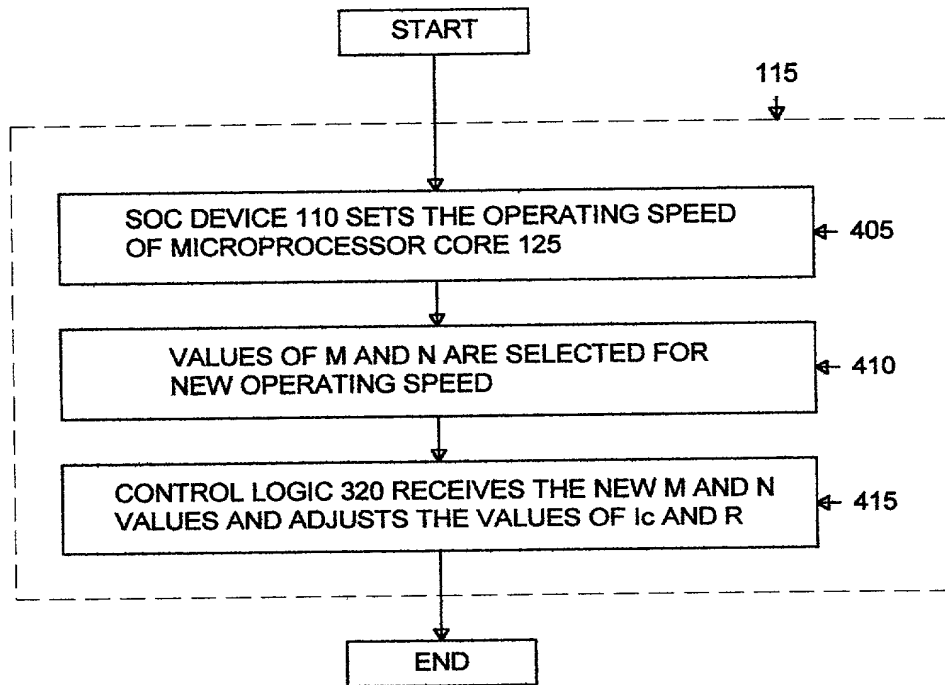 START
115
SOC DEVICE 110 SETS THE OPERATING SPEED
OF MICROPROCESSOR CORE 125
405
VALUES OF M AND N ARE SELECTED FOR
NEW OPERATING SPEED
410
CONTROL LOGIC 320 RECEIVES THE NEW M AND N
VALUES AND ADJUSTS THE VALUES OF Ic AND R
415
END